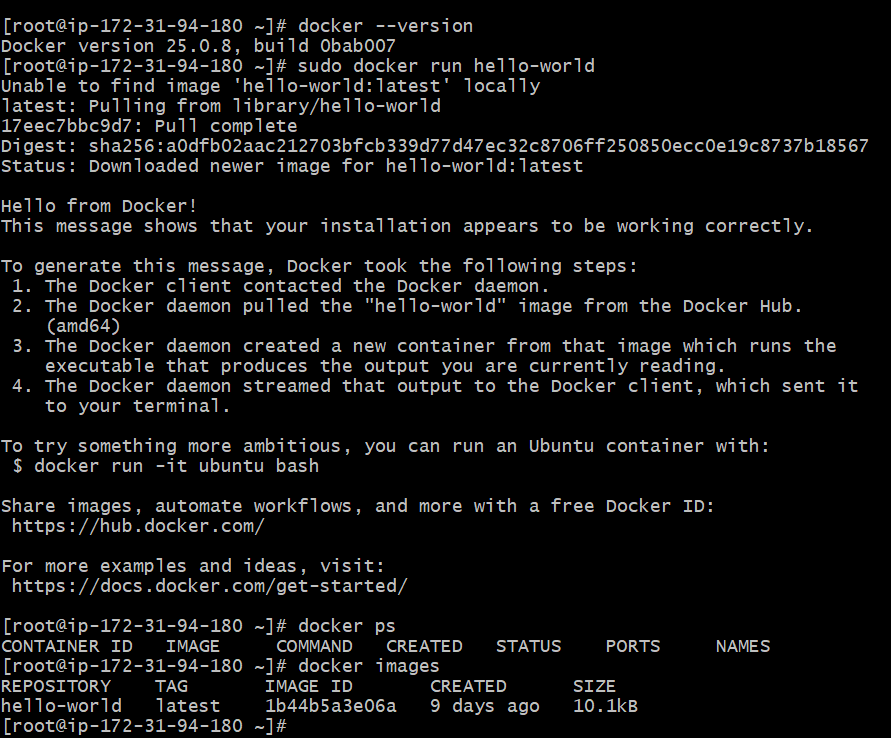 [root@ip-172-31-94-180 ~]# docker --version
Docker version 25.0.8, build 0bab007
[root@ip-172-31-94-180 ~]# sudo docker run hello-world
Unable to find image 'hello-world:latest' locally
latest: Pulling from library/hello-world
17eec7bbc9d7: Pull complete
Digest: sha256:a0dfb02aac212703bfcb339d77d47ec32c8706ff250850ecc0e19c8737b18567
Status: Downloaded newer image for hello-world:latest

Hello from Docker!
This message shows that your installation appears to be working correctly.

To generate this message, Docker took the following steps:
 1. The Docker client contacted the Docker daemon.
 2. The Docker daemon pulled the "hello-world" image from the Docker Hub.
    (amd64)
 3. The Docker daemon created a new container from that image which runs the
    executable that produces the output you are currently reading.
 4. The Docker daemon streamed that output to the Docker client, which sent it
    to your terminal.

To try something more ambitious, you can run an Ubuntu container with:
 $ docker run -it ubuntu bash

Share images, automate workflows, and more with a free Docker ID:
 https://hub.docker.com/

For more examples and ideas, visit:
 https://docs.docker.com/get-started/

[root@ip-172-31-94-180 ~]# docker ps
CONTAINER ID   IMAGE     COMMAND   CREATED   STATUS    PORTS     NAMES
[root@ip-172-31-94-180 ~]# docker images
REPOSITORY    TAG       IMAGE ID       CREATED      SIZE
hello-world   latest    1b44b5a3e06a   9 days ago   10.1kB
[root@ip-172-31-94-180 ~]#